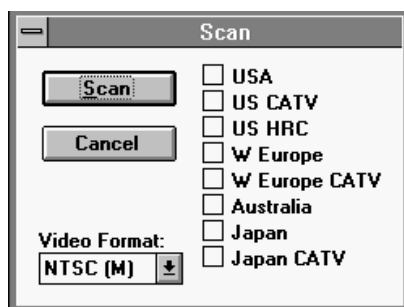 Scan
Scan
Cancel
USA
US CATV
US HRC
W Europe
W Europe CATV
Australia
Japan
Japan CATV
Video Format:
NTSC (M)